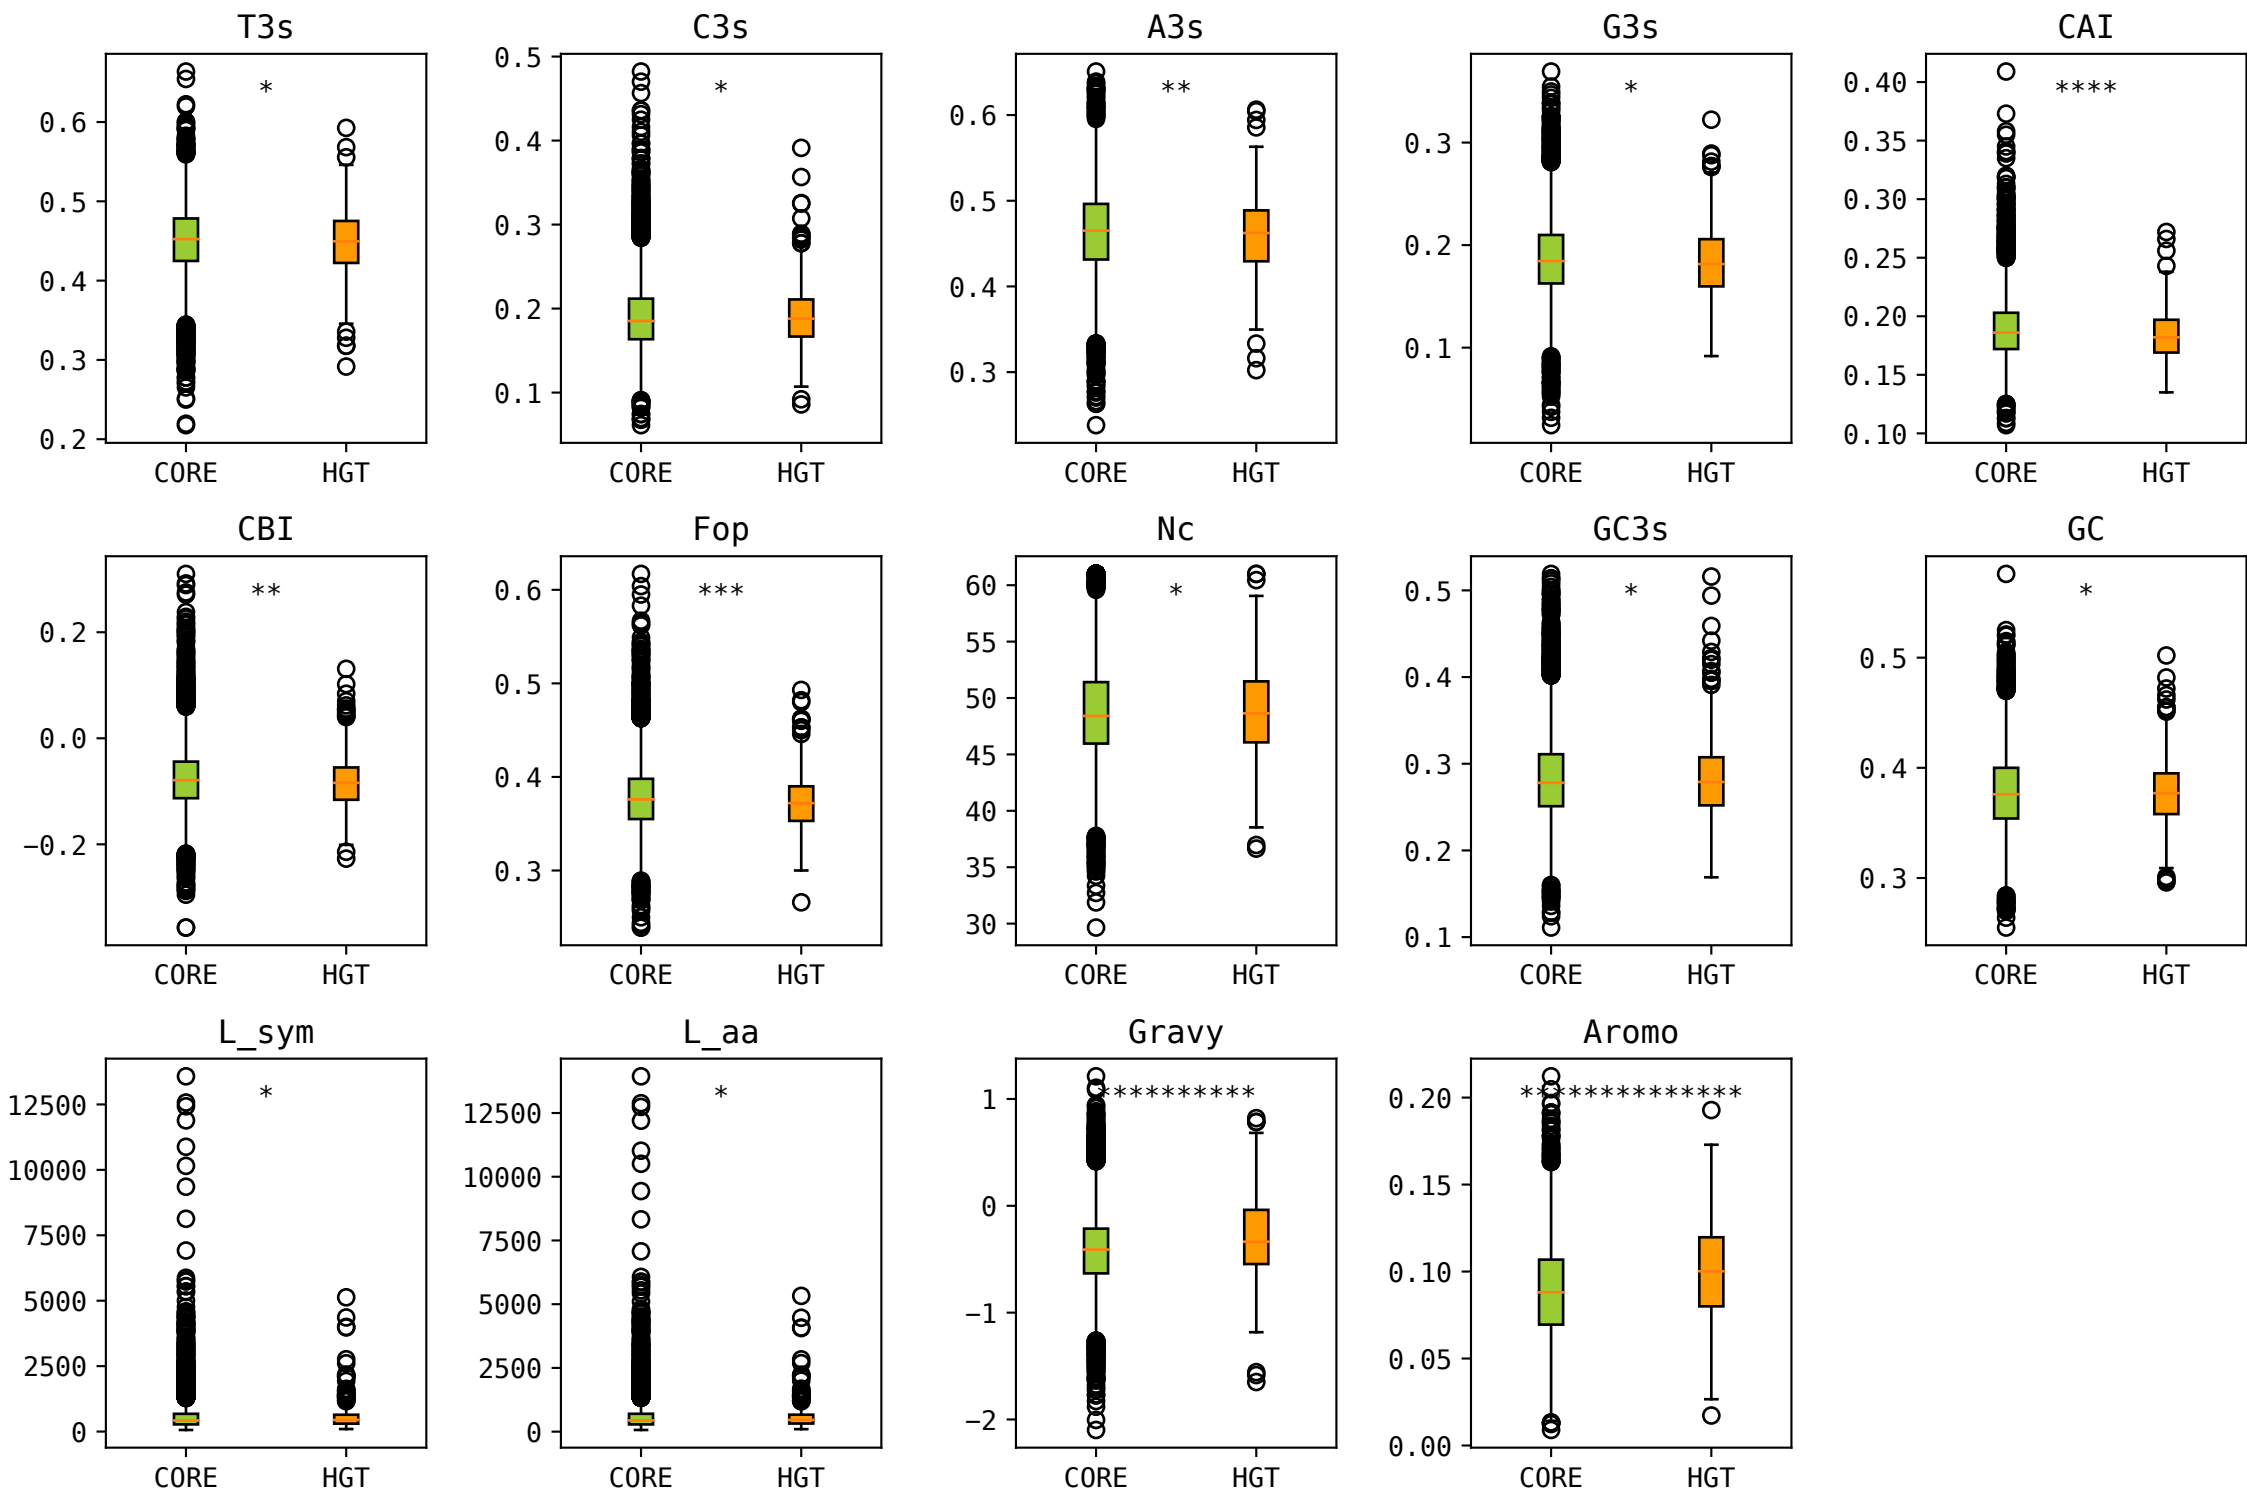 T3s
*
0.6
0.5
0.4
0.3
0.2
CORE HGT
C3s
*
0.5
0.4
0.3
0.2
0.1
CORE HGT
A3s
**
0.6
0.5
0.4
0.3
CORE HGT
G3s
*
0.3
0.2
0.1
CORE HGT
CAI
****
0.40
0.35
0.30
0.25
0.20
0.15
0.10
CORE HGT
CBI
**
0.2
0.0
−0.2
CORE HGT
Fop
***
0.6
0.5
0.4
0.3
CORE HGT
Nc
*
60
55
50
45
40
35
30
CORE HGT
GC3s
*
0.5
0.4
0.3
0.2
0.1
CORE HGT
GC
*
0.5
0.4
0.3
CORE HGT
L_sym
*
12500
10000
7500
5000
2500
0
CORE HGT
L_aa
*
12500
10000
7500
5000
2500
0
CORE HGT
Gravy
**********
1
0
−1
−2
CORE HGT
Aromo
**************
0.20
0.15
0.10
0.05
0.00
CORE HGT